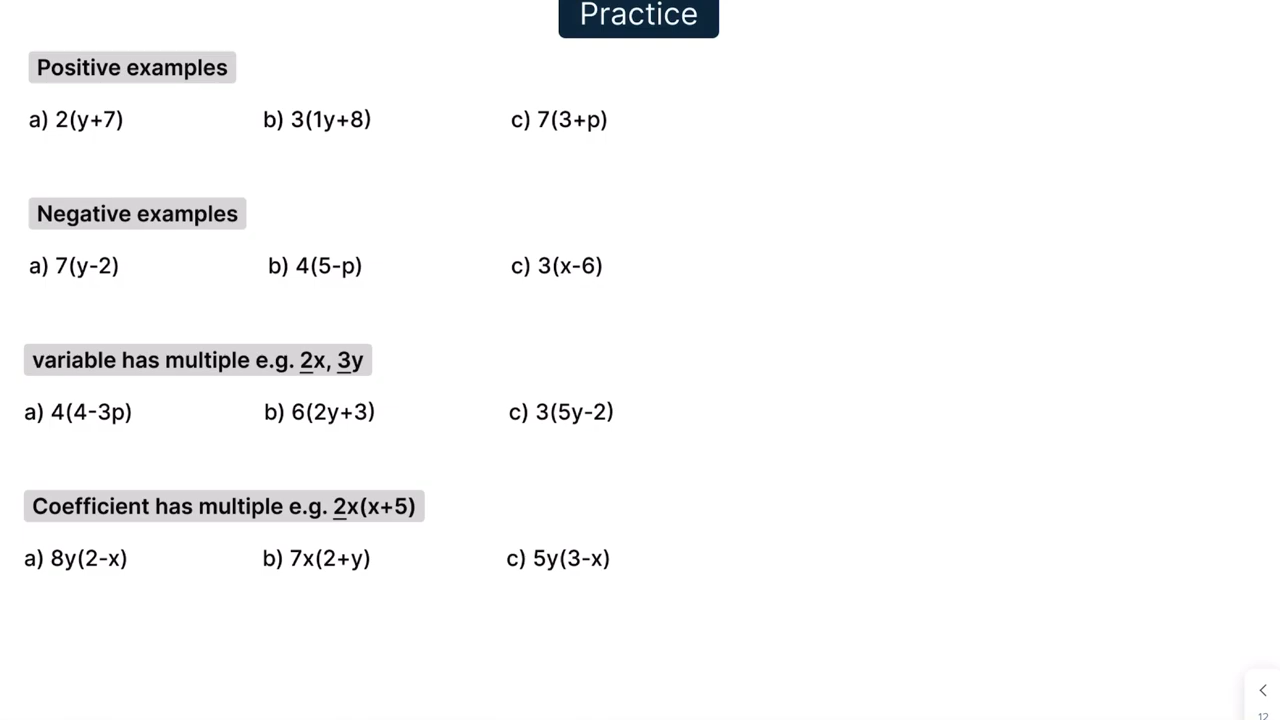 Practice
Positive examples
a) 2(y+7) b) 3(1y+8) c) 7(3+p)
Negative examples
a) 7(y-2) b) 4(5-p) c) 3(x-6)
variable has multiple e.g. 2x, 3y
a) 4(4-3p) b) 6(2y+3) c) 3(5y-2)
Coefficient has multiple e.g. 2x(x+5)
a) 8y(2-x) b) 7x(2+y) c) 5y(3-x)
12